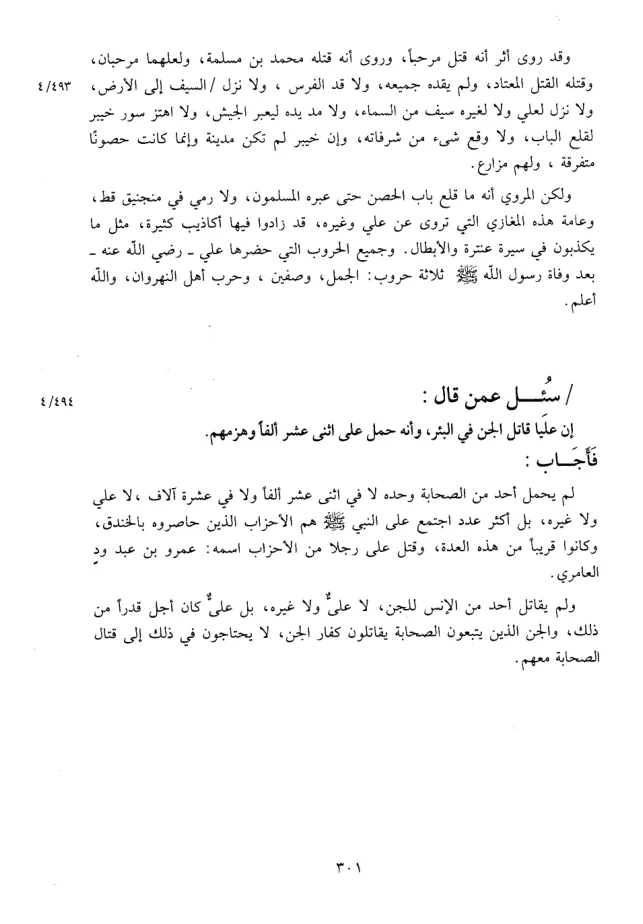 وقد روى أثر أنه قتل مرحباً، وروى أنه قتله محمد بن مسلمة، ولعلهما مرحبان،
وقتله القتل المعتاد، ولم يقده جميعه، ولا قد الفرس ، ولا نزل / السيف إلى الأرض، ٤/٤٩٣
ولا نزل لعلي ولا لغيره سيف من السماء، ولا مد يده ليعبر الجيش، ولا اهتز سور خيبر
لقلع الباب، ولا وقع شىء من شرفاته، وإن خيبر لم تكن مدينة وإنما كانت حصونًا
متفرقة ، ولهم مزارع.
ولكن المروي أنه ما قلع باب الحصن حتى عبره المسلمون، ولا رمي في منجنيق قط،
وعامة هذه المغازي التي تروى عن علي وغيره، قد زادوا فيها أكاذيب كثيرة، مثل ما
يكذبون في سيرة عنترة والأبطال. وجميع الحروب التي حضرها علي ـ رضي اللّه عنه ـ
بعد وفاة رسول اللّه ﷺ ثلاثة حروب: الجمل، وصفين ، وحرب أهل النهروان، واللّه
أعلم.
/ سُئـــل عمن قال : ٤/٤٩٤
إن عليا قاتل الجن في البئر، وأنه حمل على اثنى عشر ألفاً وهزمهم.
فَأَجَــاب :
لم يحمل أحد من الصحابة وحده لا في اثنى عشر ألفاً ولا في عشرة آلاف ، لا علي
ولا غيره، بل أكثر عدد اجتمع على النبي ﷺ هم الأحزاب الذين حاصروه بالخندق،
وكانوا قريباً من هذه العدة، وقتل على رجلا من الأحزاب اسمه: عمرو بن عبد ودٍ
العامري.
ولم يقاتل أحد من الإنس للجن، لا علىٌّ ولا غيره، بل علىٌّ كان أجل قدراً من
ذلك، والجن الذين يتبعون الصحابة يقاتلون كفار الجن، لا يحتاجون في ذلك إلى قتال
الصحابة معهم.
٣٠١